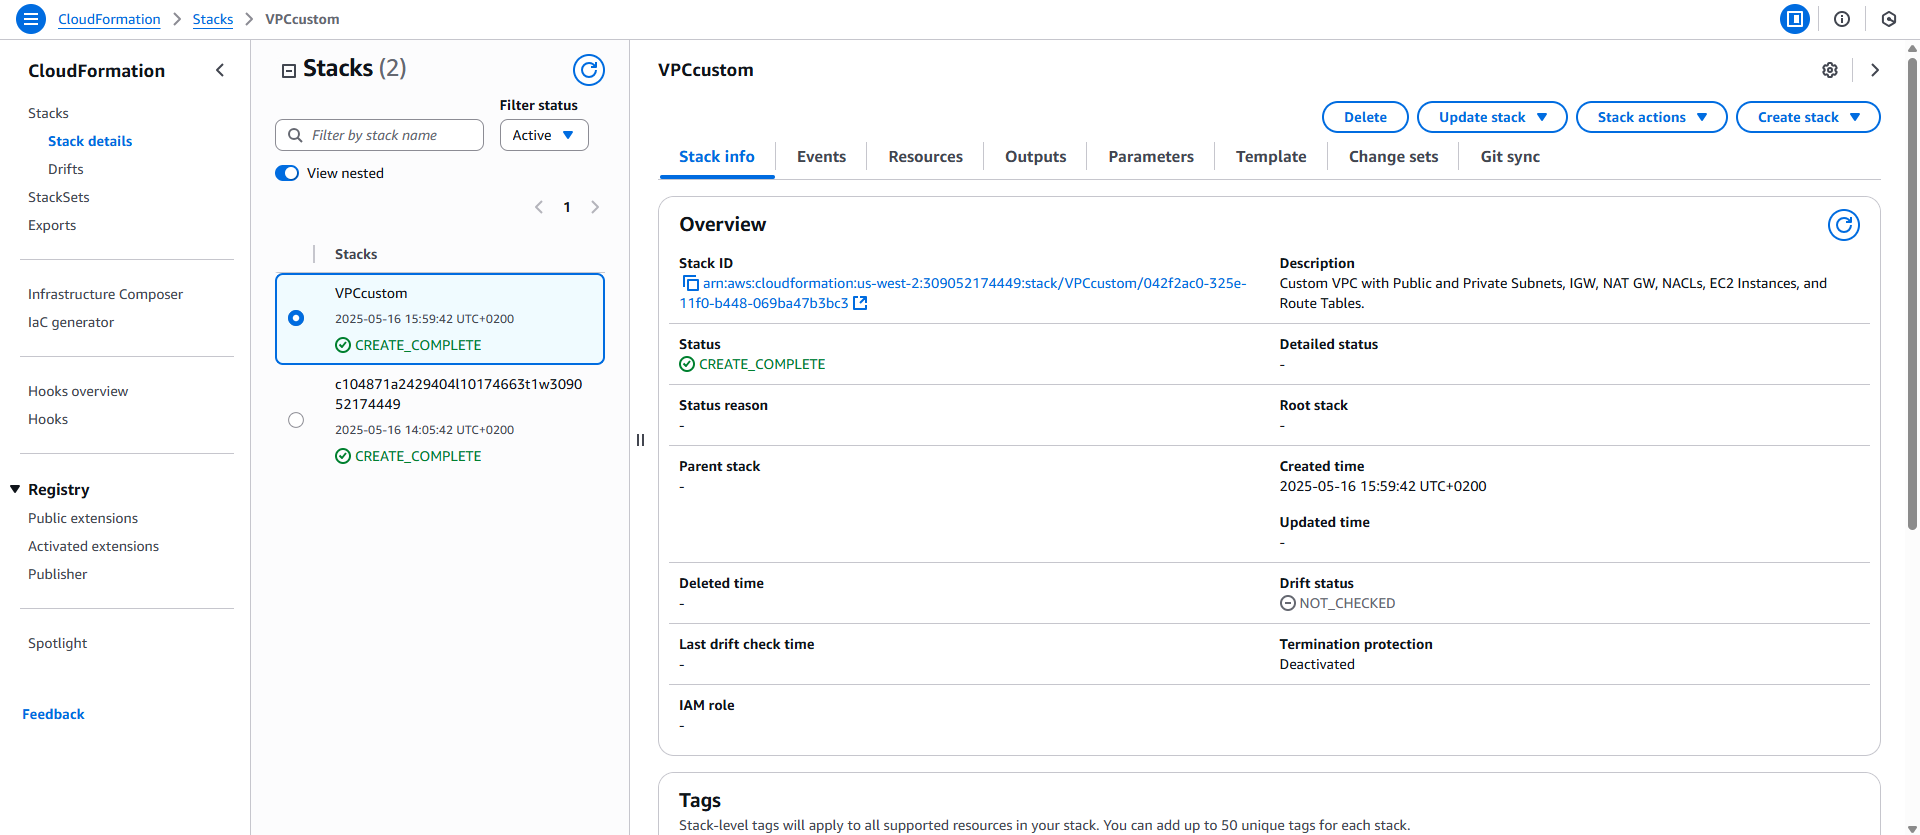 CloudFormation
Stacks
VPCcustom
CloudFormation
Stacks
Stack details
Drifts
StackSets
Exports
Infrastructure Composer
IaC generator
Hooks overview
Hooks
Registry
Public extensions
Activated extensions
Publisher
Spotlight
Feedback
Stacks (2)
Filter status
Filter by stack name
Active
View nested
1
Stacks
VPCcustom
2025-05-16 15:59:42 UTC+0200
CREATE_COMPLETE
c104871a2429404l10174663t1w3090
52174449
2025-05-16 14:05:42 UTC+0200
CREATE_COMPLETE
VPCcustom
Delete
Update stack
Stack actions
Create stack
Stack info
Events
Resources
Outputs
Parameters
Template
Change sets
Git sync
Overview
Stack ID
arn:aws:cloudformation:us-west-2:309052174449:stack/VPCcustom/042f2ac0-325e-
11f0-b448-069ba47b3bc3
Description
Custom VPC with Public and Private Subnets, IGW, NAT GW, NACLs, EC2 Instances, and
Route Tables.
Status
CREATE_COMPLETE
Detailed status
-
Status reason
-
Root stack
-
Parent stack
-
Created time
2025-05-16 15:59:42 UTC+0200
Updated time
-
Deleted time
-
Drift status
NOT_CHECKED
Last drift check time
-
Termination protection
Deactivated
IAM role
-
Tags
Stack-level tags will apply to all supported resources in your stack. You can add up to 50 unique tags for each stack.